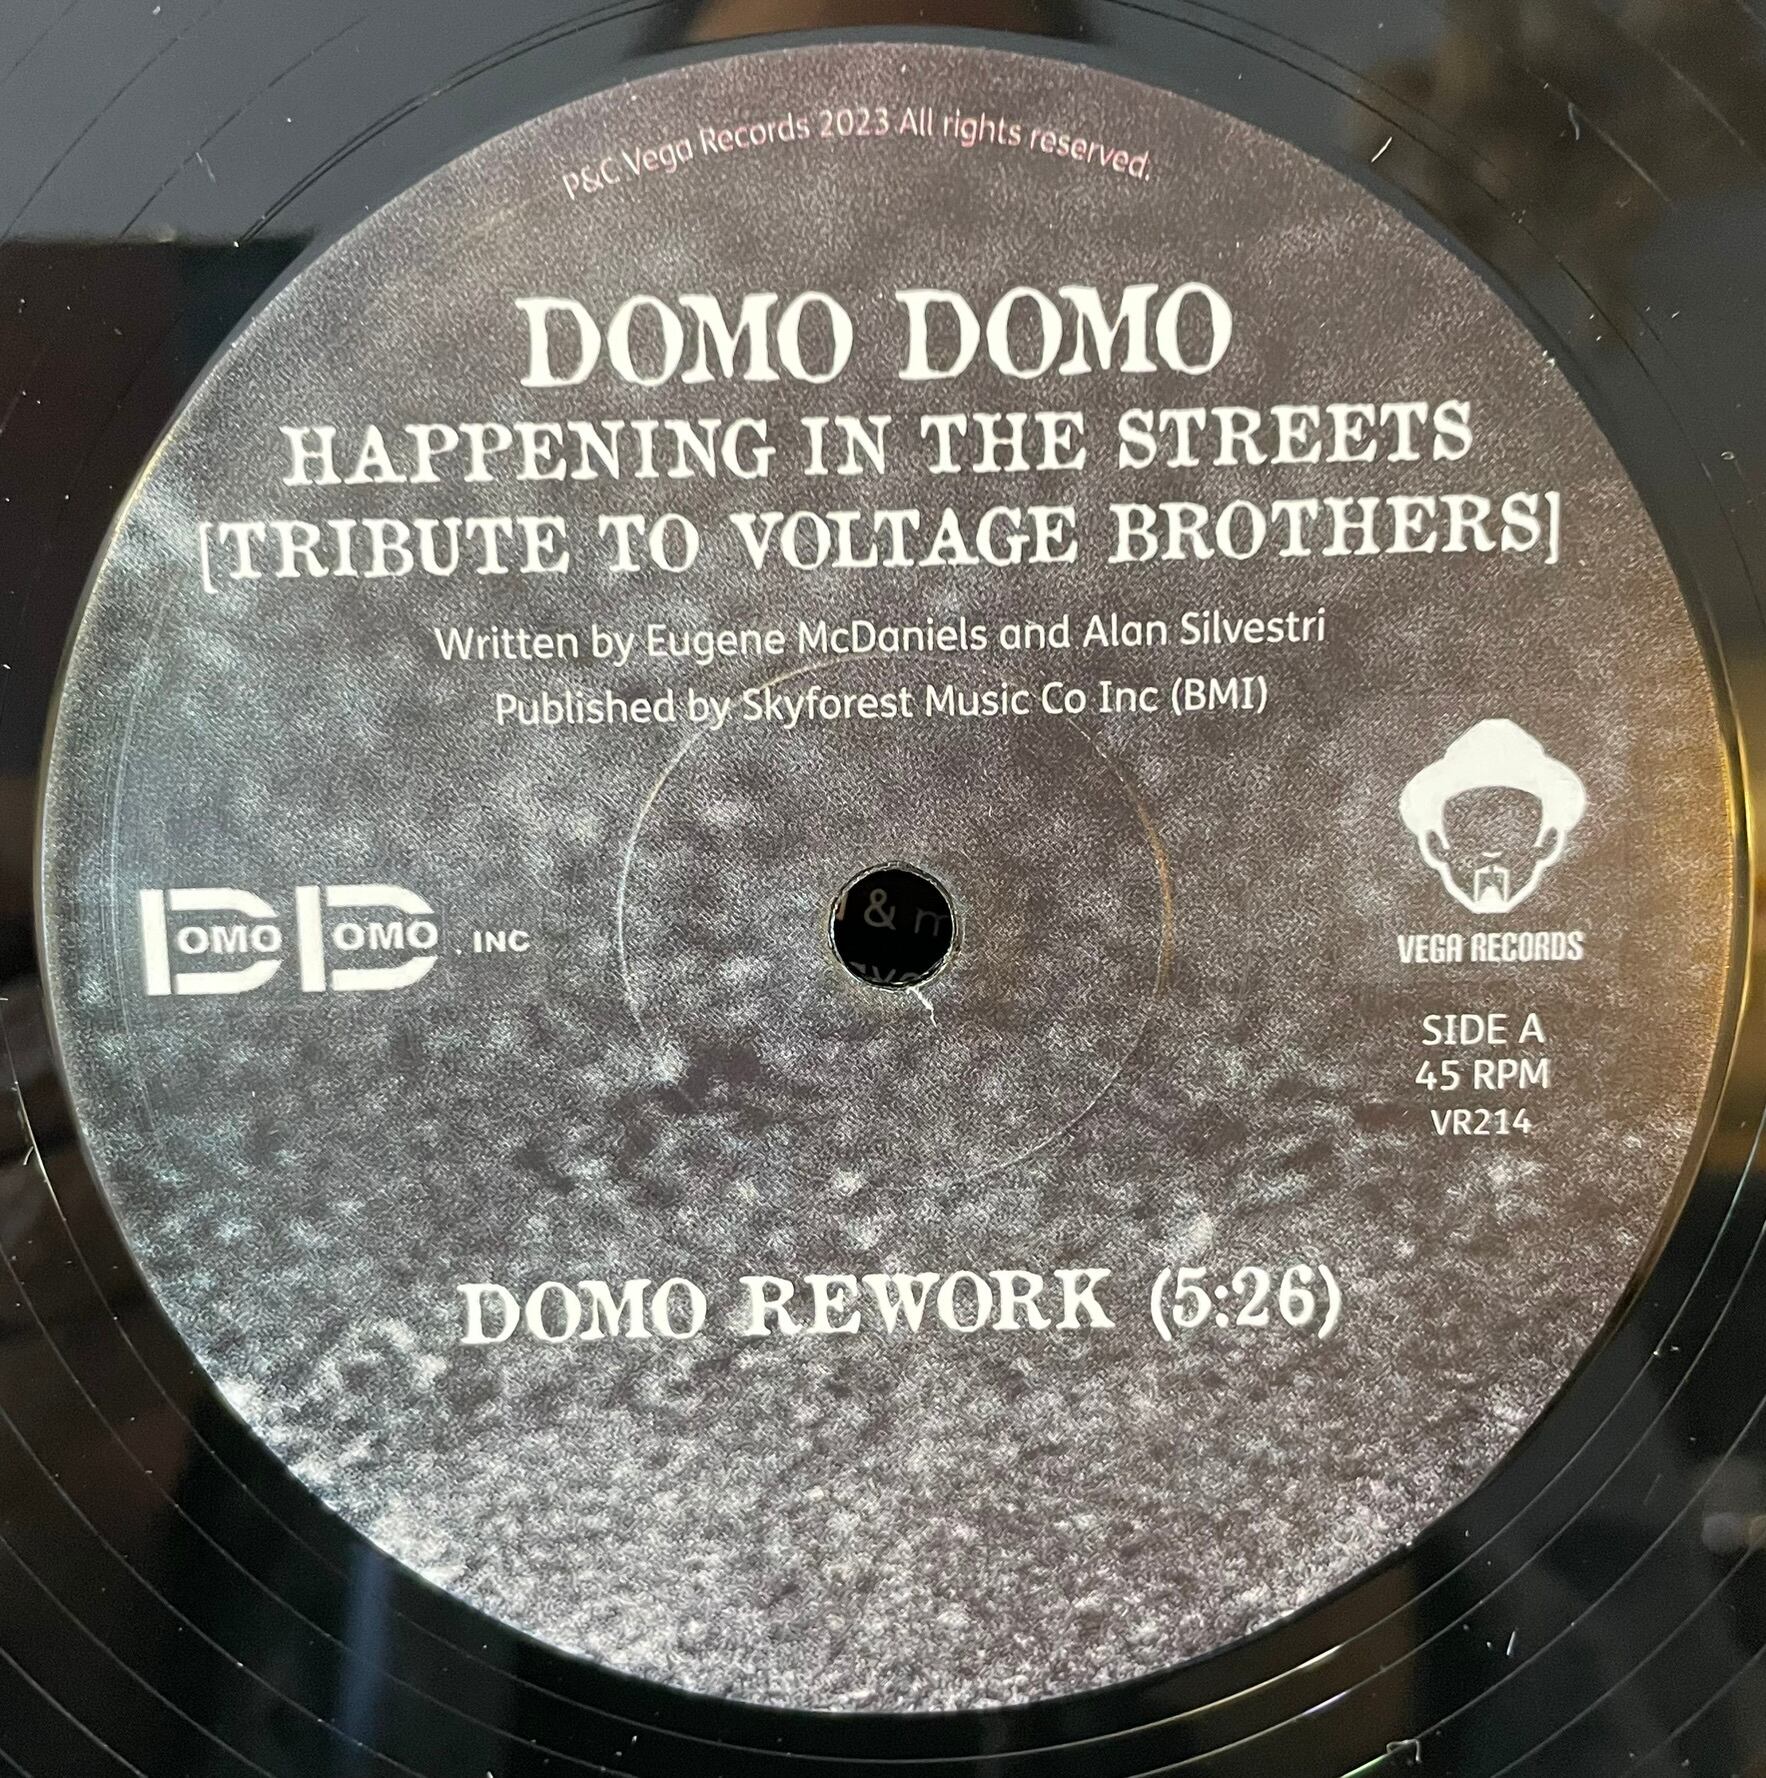 P&C Vega Records 2023 All rights reserved.
DOMO DOMO
HAPPENING IN THE STREETS
[TRIBUTE TO VOLTAGE BROTHERS]
Written by Eugene McDaniels and Alan Silvestri
Published by Skyforest Music Co Inc (BMI)
DOMO DOMO . INC
& m
VEGA RECORDS
SIDE A
45 RPM
VR214
DOMO REWORK (5:26)